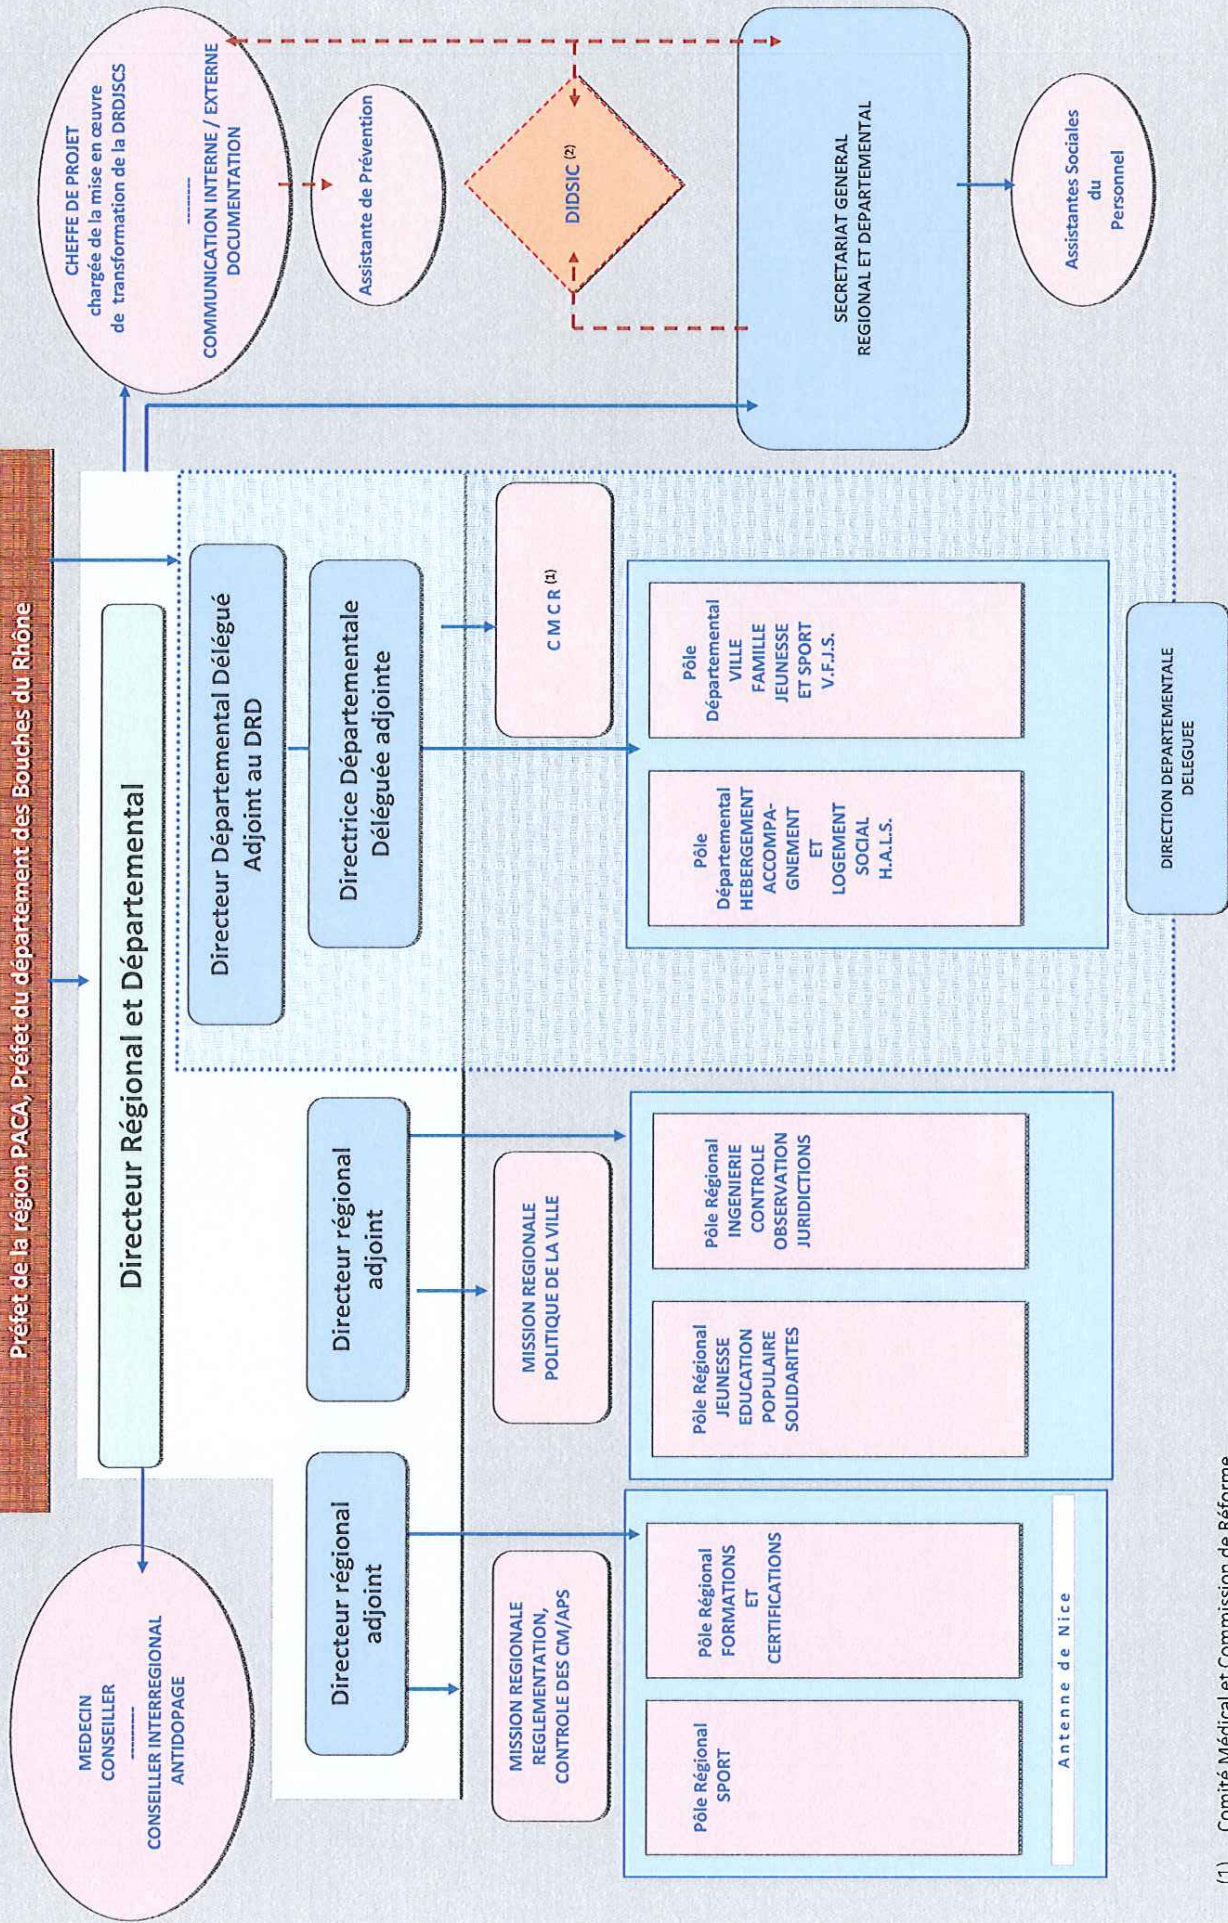 Préfet de la région PACA, Préfet du département des Bouches du Rhône
MEDECIN
CONSEILLER
---------
CONSEILLER INTERREGIONAL
ANTIDOPAGE
Directeur Régional et Départemental
CHEFFE DE PROJET
chargée de la mise en œuvre
de transformation de la DRDJSCS
--------
COMMUNICATION INTERNE / EXTERNE
DOCUMENTATION
Assistante de Prévention
DIDSIC (2)
SECRETARIAT GENERAL
REGIONAL ET DEPARTEMENTAL
Assistantes Sociales
du
Personnel
Directeur régional
adjoint
Directeur régional
adjoint
Directeur Départemental Délégué
Adjoint au DRD
Directrice Départementale
Déléguée adjointe
MISSION REGIONALE
REGLEMENTATION,
CONTROLE DES CM/APS
MISSION REGIONALE
POLITIQUE DE LA VILLE
C M C R (1)
Pôle Régional
SPORT
Pôle Régional
FORMATIONS
ET
CERTIFICATIONS
Antenne de Nice
Pôle Régional
JEUNESSE
EDUCATION
POPULAIRE
SOLIDARITES
Pôle Régional
INGENIERIE
CONTROLE
OBSERVATION
JURIDICTIONS
Pôle
Départemental
HEBERGEMENT
ACCOMPA-
GNEMENT
ET
LOGEMENT
SOCIAL
H.A.L.S.
Pôle
Départemental
VILLE
FAMILLE
JEUNESSE
ET SPORT
V.F.J.S.
DIRECTION DEPARTEMENTALE
DELEGUEE
(1) Comité Médical et Commission de Réforme